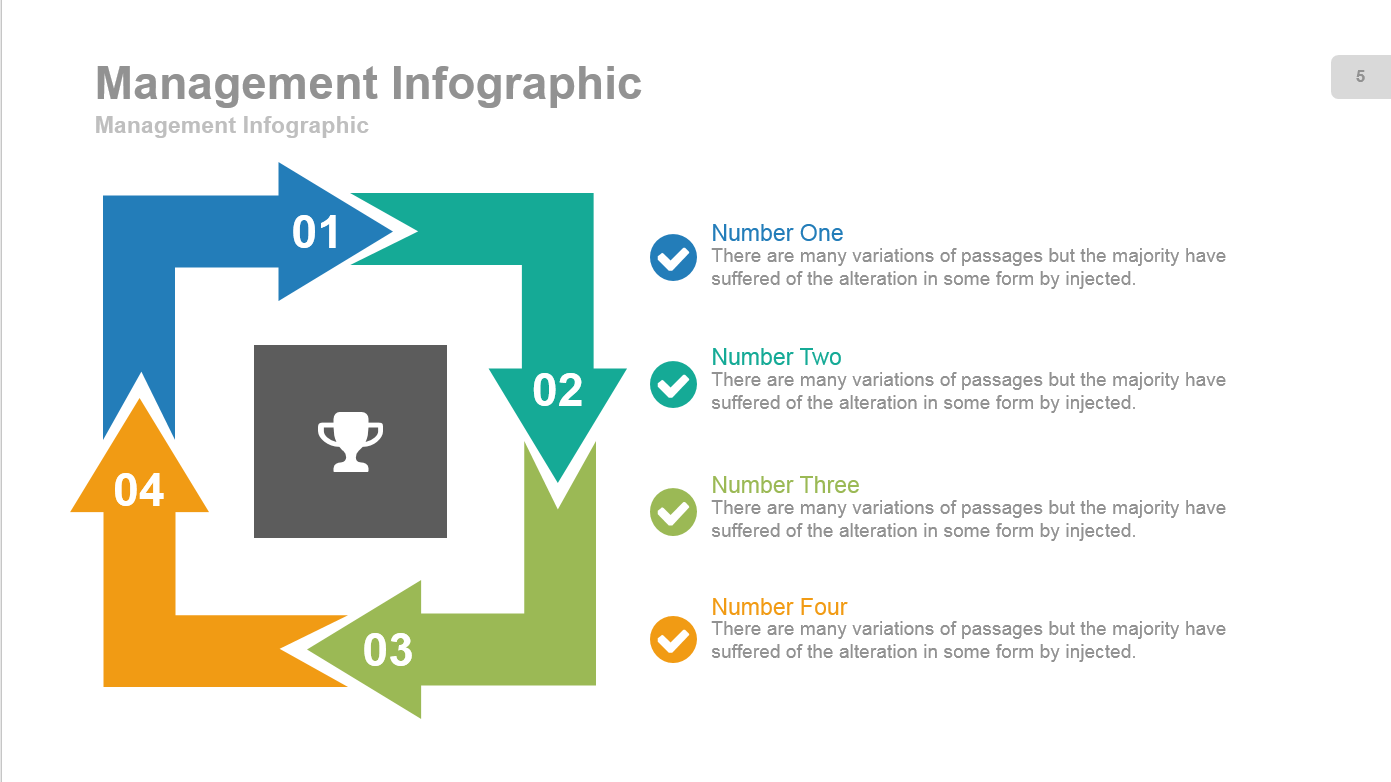 Management Infographic
Management Infographic
5
01
02
03
04
Number One
There are many variations of passages but the majority have
suffered of the alteration in some form by injected.
Number Two
There are many variations of passages but the majority have
suffered of the alteration in some form by injected.
Number Three
There are many variations of passages but the majority have
suffered of the alteration in some form by injected.
Number Four
There are many variations of passages but the majority have
suffered of the alteration in some form by injected.